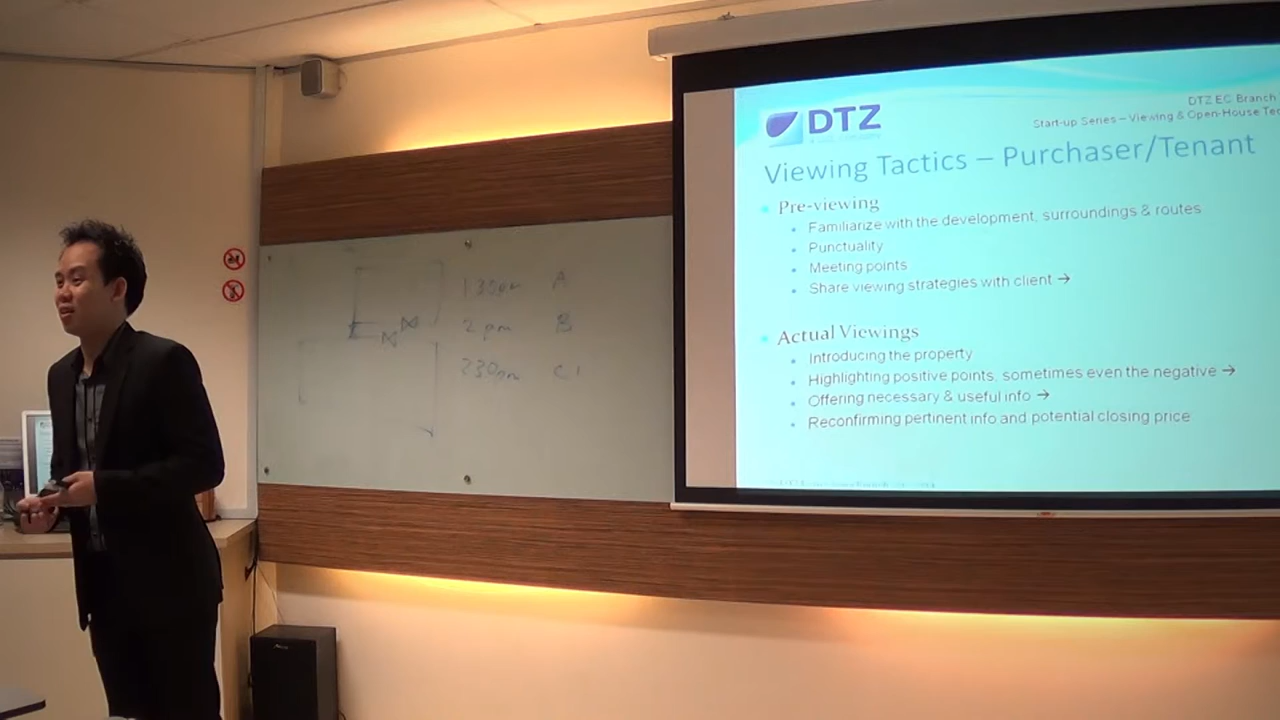 1:30pm A
2pm B
2:30pm C1
DTZ
DTZ EC Branch
Start-up Series – Viewing & Open-House Tec
Viewing Tactics – Purchaser/Tenant
Pre-viewing
Familiarize with the development, surroundings & routes
Punctuality
Meeting points
Share viewing strategies with client →
Actual Viewings
Introducing the property
Highlighting positive points, sometimes even the negative →
Offering necessary & useful info →
Reconfirming pertinent info and potential closing price